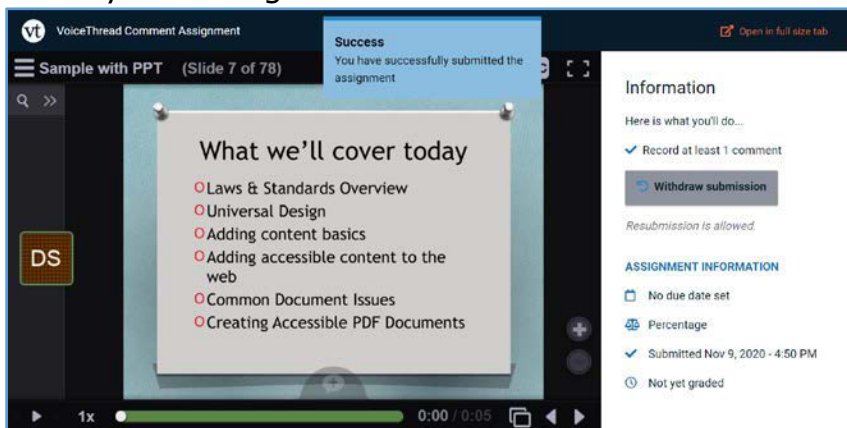 vt VoiceThread Comment Assignment
Success
You have successfully submitted the
assignment
Open in full size tab
Sample with PPT (Slide 7 of 78)
What we'll cover today
O Laws & Standards Overview
O Universal Design
O Adding content basics
O Adding accessible content to the
web
O Common Document Issues
O Creating Accessible PDF Documents
DS
1x
0:00 / 0:05
Information
Here is what you'll do...
Record at least 1 comment
Withdraw submission
Resubmission is allowed.
ASSIGNMENT INFORMATION
No due date set
Percentage
Submitted Nov 9, 2020 - 4:50 PM
Not yet graded